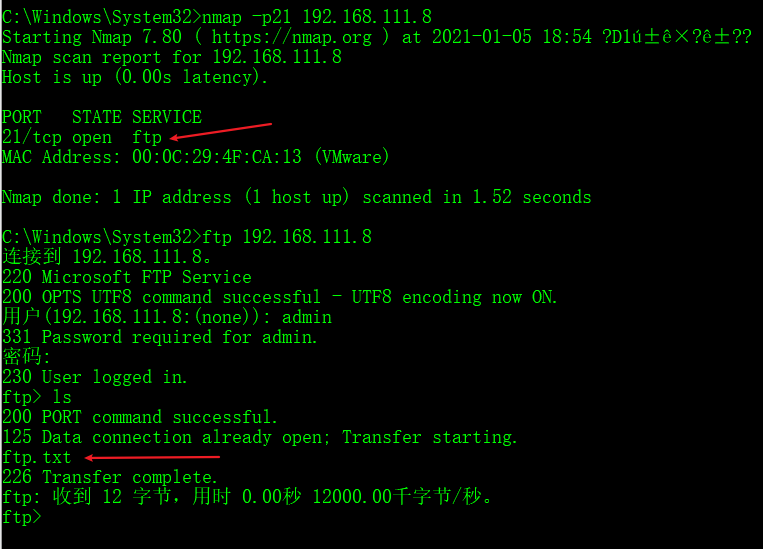 C:\Windows\System32>nmap -p21 192.168.111.8
Starting Nmap 7.80 ( https://nmap.org ) at 2021-01-05 18:54 ?D1ú±ê×?ê±??
Nmap scan report for 192.168.111.8
Host is up (0.00s latency).
PORT   STATE SERVICE
21/tcp open  ftp
MAC Address: 00:0C:29:4F:CA:13 (VMware)
Nmap done: 1 IP address (1 host up) scanned in 1.52 seconds
C:\Windows\System32>ftp 192.168.111.8
连接到 192.168.111.8。
220 Microsoft FTP Service
200 OPTS UTF8 command successful - UTF8 encoding now ON.
用户(192.168.111.8:(none)): admin
331 Password required for admin.
密码:
230 User logged in.
ftp> ls
200 PORT command successful.
125 Data connection already open; Transfer starting.
ftp.txt
226 Transfer complete.
ftp: 收到 12 字节，用时 0.00秒 12000.00千字节/秒。
ftp>